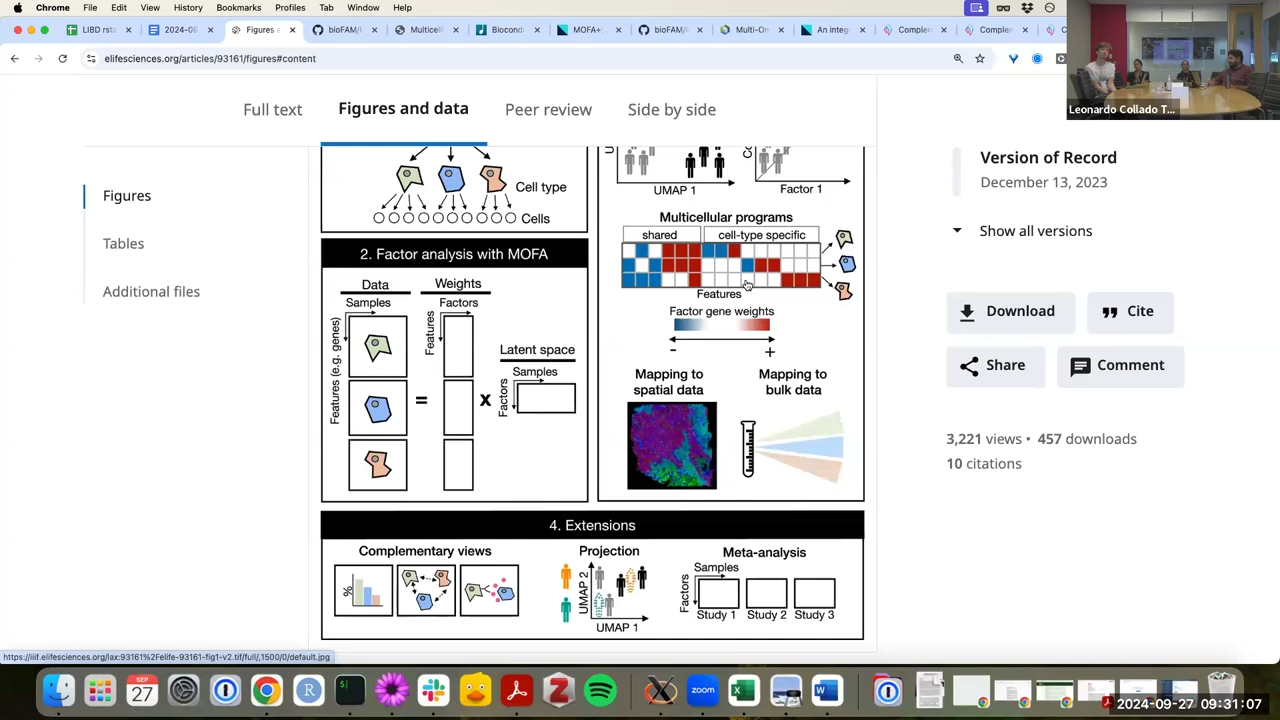 Chrome File Edit View History Bookmarks Profiles Tab Window Help
LIBD rsta 2024-0 Figures a bioFAM/ Multicell Biocond MOFA+: bioFAM/ Multi-On An integ Complen Complen
elifesciences.org/articles/93161/figures#content
Leonardo Collado T...
Full text Figures and data Peer review Side by side
Figures
Tables
Additional files
Cell type
Cells
2. Factor analysis with MOFA
Data Weights
Samples Factors
Features (e.g. genes)
Features
Latent space
Samples
Factors
=
x
UMAP 1 Factor 1
Multicellular programs
shared cell-type specific
Features
Factor gene weights
- +
Mapping to spatial data
Mapping to bulk data
4. Extensions
Complementary views Projection Meta-analysis
%
UMAP 2
UMAP 1
Samples
Factors
Study 1 Study 2 Study 3
Version of Record
December 13, 2023
Show all versions
Download Cite
Share Comment
3,221 views • 457 downloads
10 citations
https://iiif.elifesciences.org/lax:93161%2Felife-93161-fig1-v2.tif/full/,1500/0/default.jpg
SEP
27
zoom
2024-09-27 09:31:07